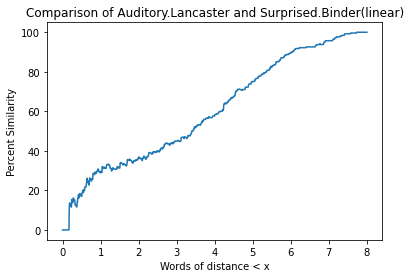 Comparison of Auditory.Lancaster and Surprised.Binder(linear)
100
80
60
40
20
0
Percent Similarity
0 1 2 3 4 5 6 7 8
Words of distance < x